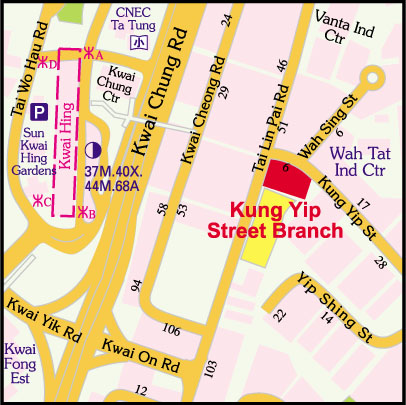 CNEC
Ta Tung
24
Vanta Ind
Ctr
Tai Wo Hau Rd
Ж A
Ж D
Kwai
Chung
Ctr
Kwai Chung Rd
Kwai Cheong Rd
29
46
Tai Lin Pai Rd
51
Wah Sing St
6
P
Sun
Kwai
Hing
Gardens
Kwai Hing
37M.40X.
44M.68A
Wah Tat
Ind Ctr
6
Kung Yip St
17
28
ЖC
ЖB
58
53
Kung Yip
Street Branch
94
Yip Shing St
22
14
Kwai Yik Rd
106
Kwai On Rd
103
Kwai
Fong
Est
12